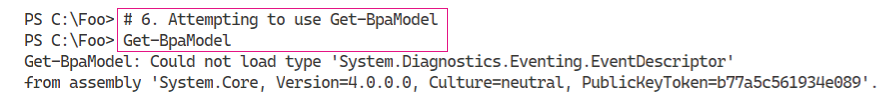 PS C:\Foo> # 6. Attempting to use Get-BpaModel
PS C:\Foo> Get-BpaModel
Get-BpaModel: Could not load type 'System.Diagnostics.Eventing.EventDescriptor'
from assembly 'System.Core, Version=4.0.0.0, Culture=neutral, PublicKeyToken=b77a5c561934e089'.